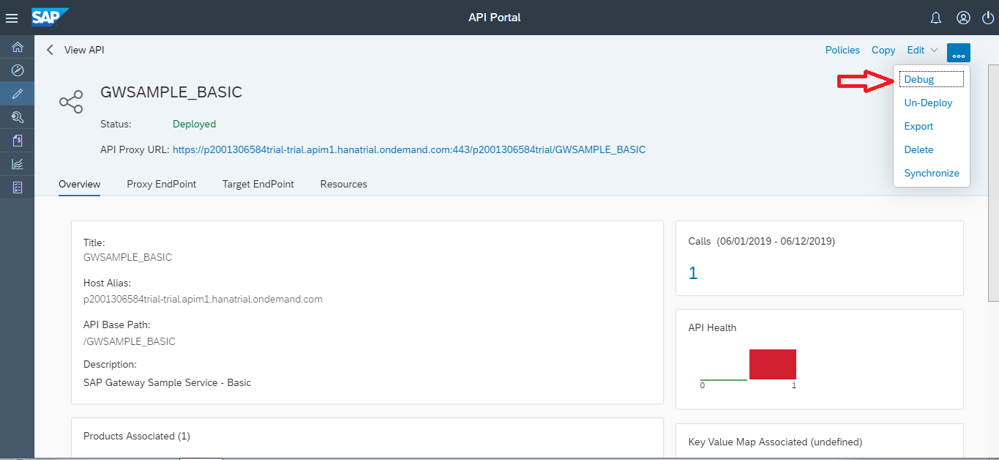 SAP
API Portal
View API
Policies Copy Edit
Debug
Un-Deploy
Export
Delete
Synchronize
GWSAMPLE_BASIC
Status: Deployed
API Proxy URL: https://p2001306584trial-trial.apim1.hanatrial.ondemand.com:443/p2001306584trial/GWSAMPLE_BASIC
Overview Proxy EndPoint Target EndPoint Resources
Title:
GWSAMPLE_BASIC
Host Alias:
p2001306584trial-trial.apim1.hanatrial.ondemand.com
API Base Path:
/GWSAMPLE_BASIC
Description:
SAP Gateway Sample Service - Basic
Calls (06/01/2019 - 06/12/2019)
1
API Health
0 1
Products Associated (1)
Key Value Map Associated (undefined)